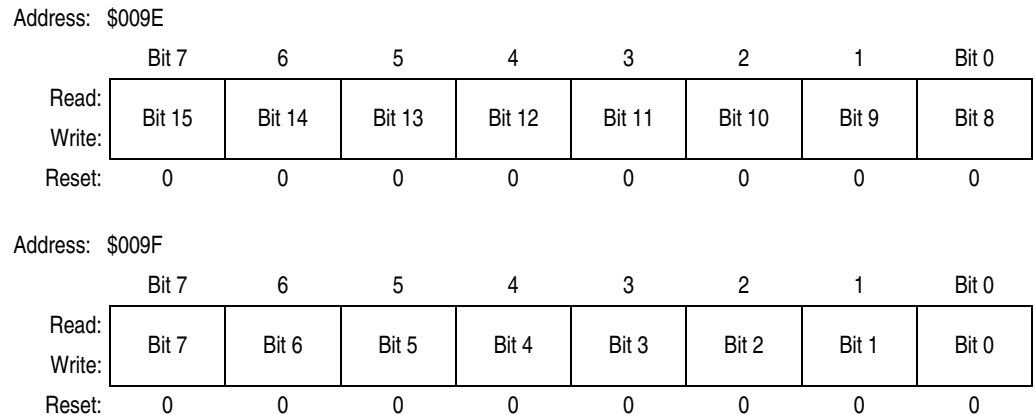 Address: $009E
Bit 7 6 5 4 3 2 1 Bit 0
Read:
Bit 15 Bit 14 Bit 13 Bit 12 Bit 11 Bit 10 Bit 9 Bit 8
Write:
Reset: 0 0 0 0 0 0 0 0
Address: $009F
Bit 7 6 5 4 3 2 1 Bit 0
Read:
Bit 7 Bit 6 Bit 5 Bit 4 Bit 3 Bit 2 Bit 1 Bit 0
Write:
Reset: 0 0 0 0 0 0 0 0